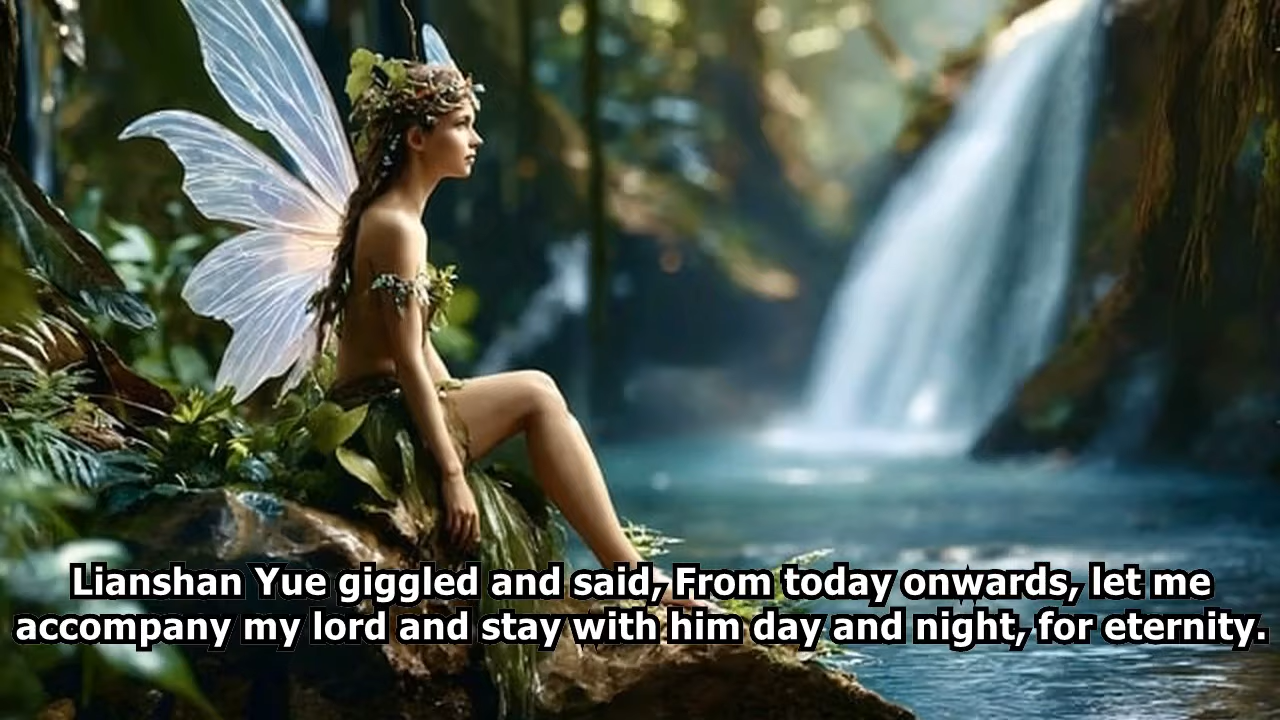 Lianshan Yue giggled and said, From today onwards, let me
accompany my lord and stay with him day and night, for eternity.